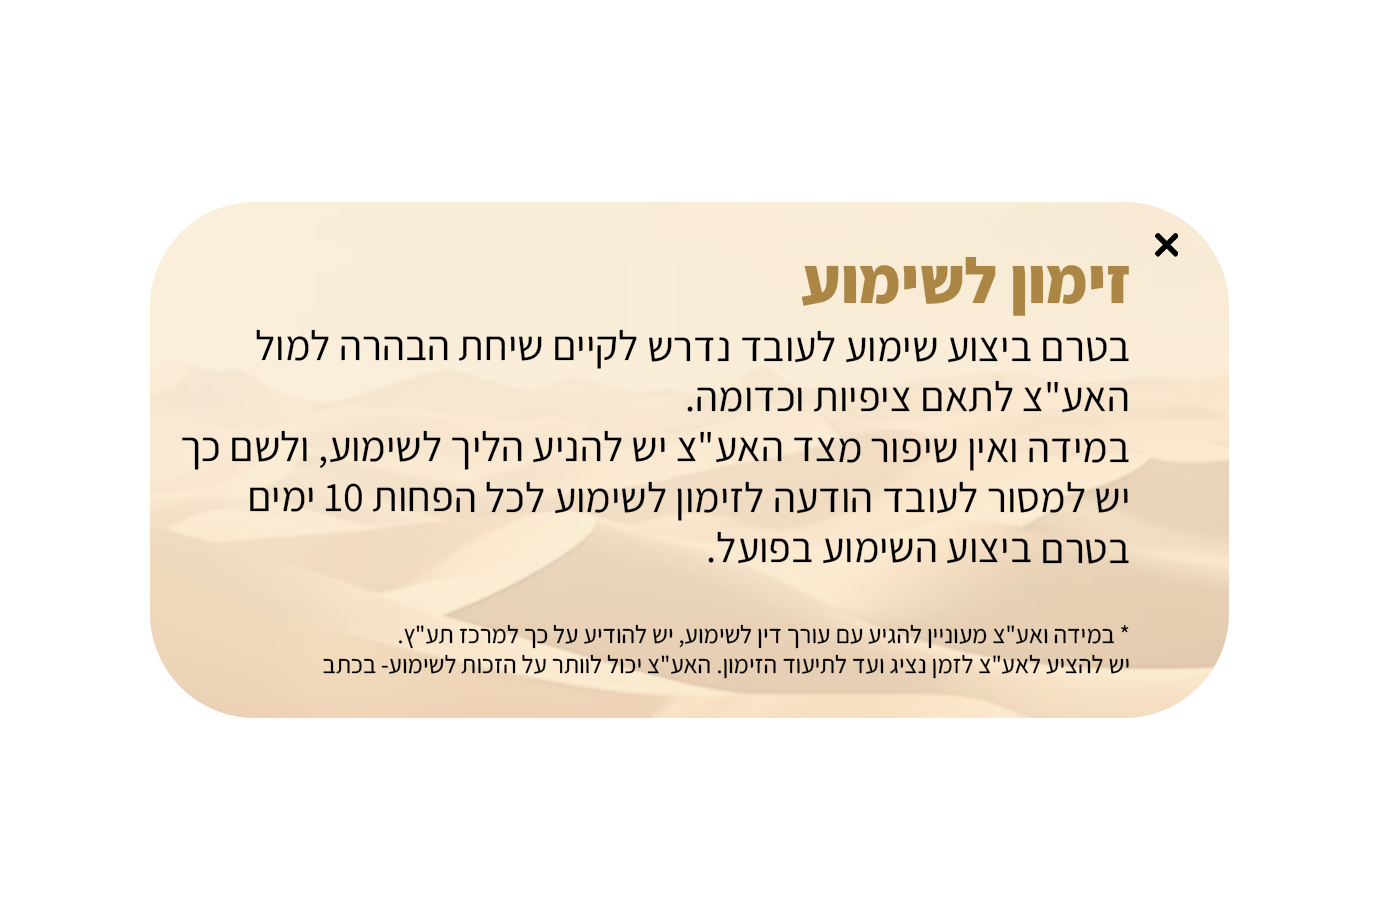 זימון לשימוע
בטרם ביצוע שימוע לעובד נדרש לקיים שיחת הבהרה למול
האע"צ לתאם ציפיות וכדומה.
במידה ואין שיפור מצד האע"צ יש להניע הליך לשימוע, ולשם כך
יש למסור לעובד הודעה לזימון לשימוע לכל הפחות 10 ימים
בטרם ביצוע השימוע בפועל.
* במידה ואע"צ מעוניין להגיע עם עורך דין לשימוע, יש להודיע על כך למרכז תע"ץ.
יש להציע לאע"צ לזמן נציג ועד לתיעוד הזימון. האע"צ יכול לוותר על הזכות לשימוע- בכתב